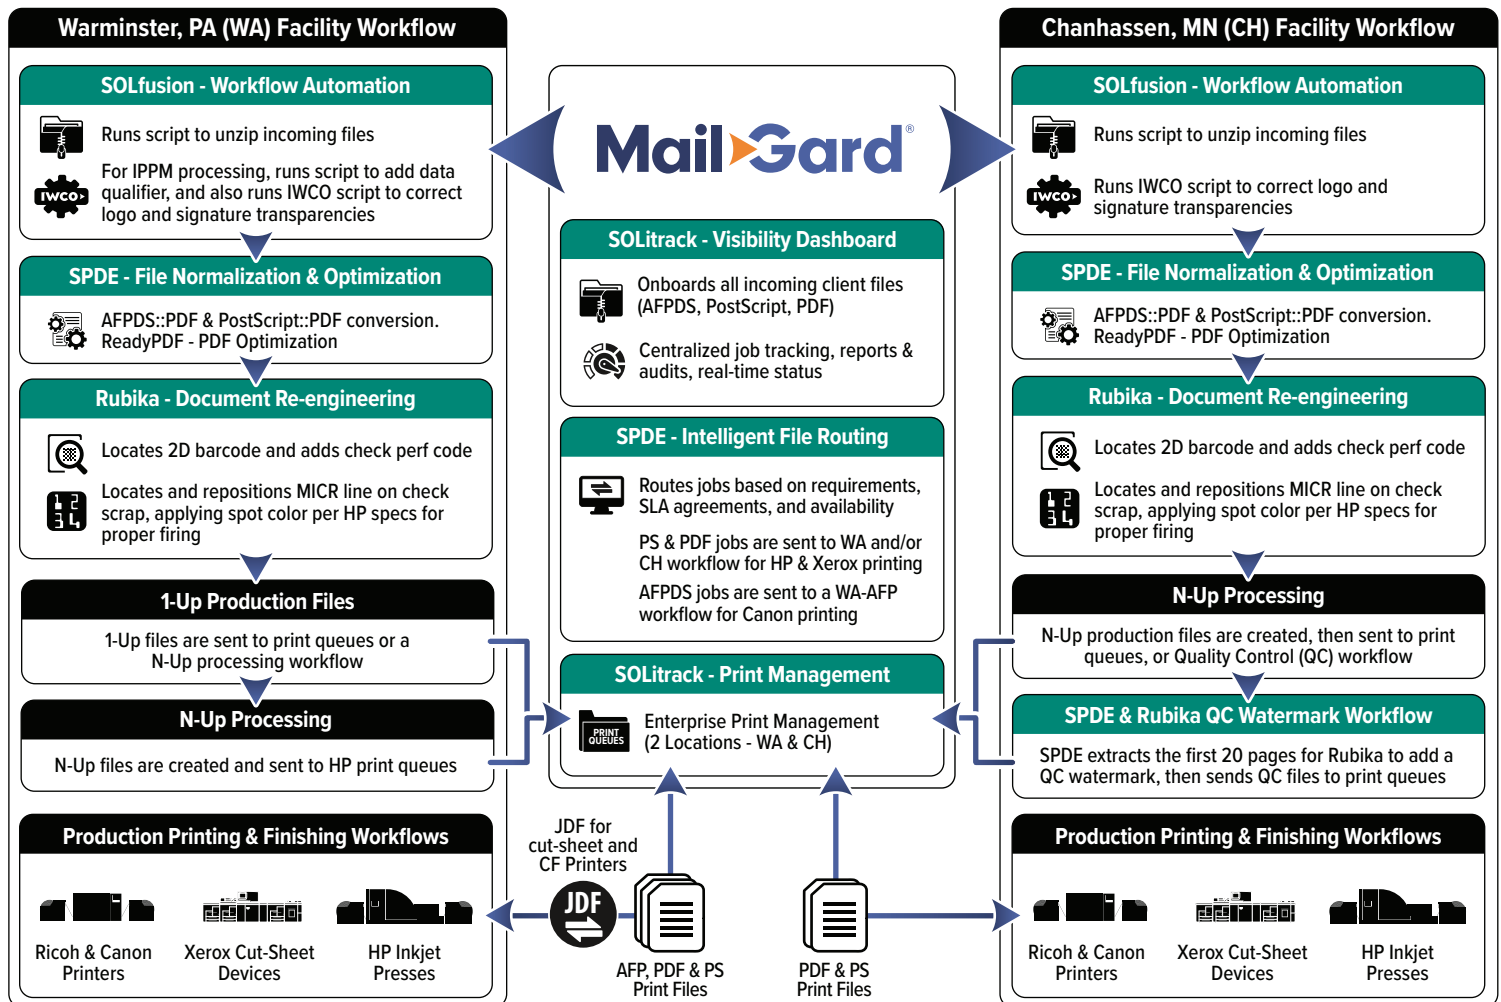 Warminster, PA (WA) Facility Workflow
SOLfusion - Workflow Automation
Runs script to unzip incoming files
For IPPM processing, runs script to add data
qualifier, and also runs IWCO script to correct
logo and signature transparencies
IWCO
SPDE - File Normalization & Optimization
AFPDS::PDF & PostScript::PDF conversion.
ReadyPDF - PDF Optimization
Rubika - Document Re-engineering
Locates 2D barcode and adds check perf code
1 2
3 4
Locates and repositions MICR line on check
scrap, applying spot color per HP specs for
proper firing
1-Up Production Files
1-Up files are sent to print queues or a
N-Up processing workflow
N-Up Processing
N-Up files are created and sent to HP print queues
Production Printing & Finishing Workflows
Ricoh & Canon
Printers
Xerox Cut-Sheet
Devices
HP Inkjet
Presses
MailGard®
SOLitrack - Visibility Dashboard
Onboards all incoming client files
(AFPDS, PostScript, PDF)
Centralized job tracking, reports &
audits, real-time status
SPDE - Intelligent File Routing
Routes jobs based on requirements,
SLA agreements, and availability
PS & PDF jobs are sent to WA and/or
CH workflow for HP & Xerox printing
AFPDS jobs are sent to a WA-AFP
workflow for Canon printing
SOLitrack - Print Management
PRINT
QUEUES
Enterprise Print Management
(2 Locations - WA & CH)
JDF for
cut-sheet and
CF Printers
JDF
AFP, PDF & PS
Print Files
PDF & PS
Print Files
Chanhassen, MN (CH) Facility Workflow
SOLfusion - Workflow Automation
Runs script to unzip incoming files
IWCO
Runs IWCO script to correct logo and
signature transparencies
SPDE - File Normalization & Optimization
AFPDS::PDF & PostScript::PDF conversion.
ReadyPDF - PDF Optimization
Rubika - Document Re-engineering
Locates 2D barcode and adds check perf code
1 2
3 4
Locates and repositions MICR line on check
scrap, applying spot color per HP specs for
proper firing
N-Up Processing
N-Up production files are created, then sent to print
queues, or Quality Control (QC) workflow
SPDE & Rubika QC Watermark Workflow
SPDE extracts the first 20 pages for Rubika to add a
QC watermark, then sends QC files to print queues
Production Printing & Finishing Workflows
Ricoh & Canon
Printers
Xerox Cut-Sheet
Devices
HP Inkjet
Presses